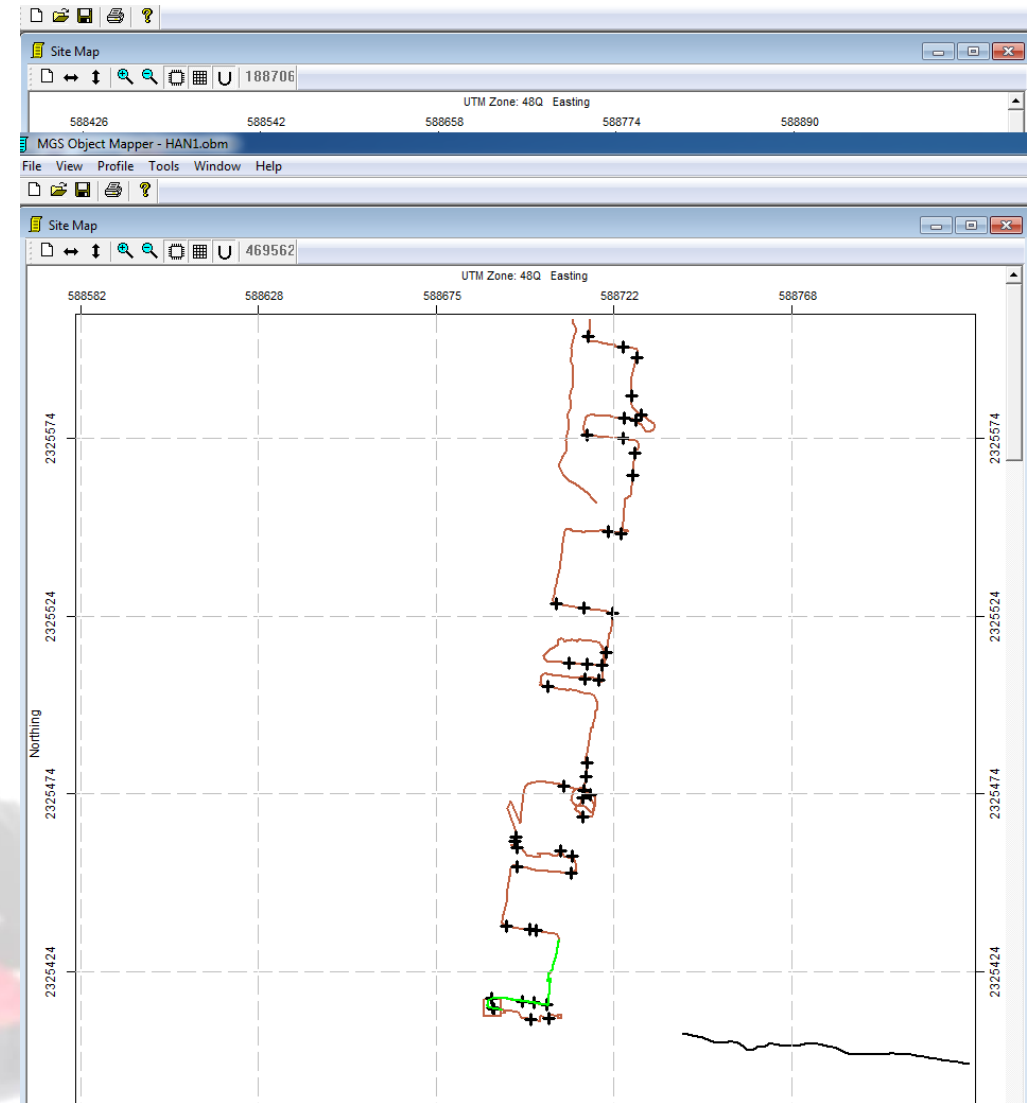 Site Map
188706
UTM Zone: 48Q Easting
588426 588542 588658 588774 588890
MGS Object Mapper - HAN1.obm
File View Profile Tools Window Help
Site Map
469562
UTM Zone: 48Q Easting
588582 588628 588675 588722 588768
2325574 2325574
2325524 2325524
Northing
2325474 2325474
2325424 2325424